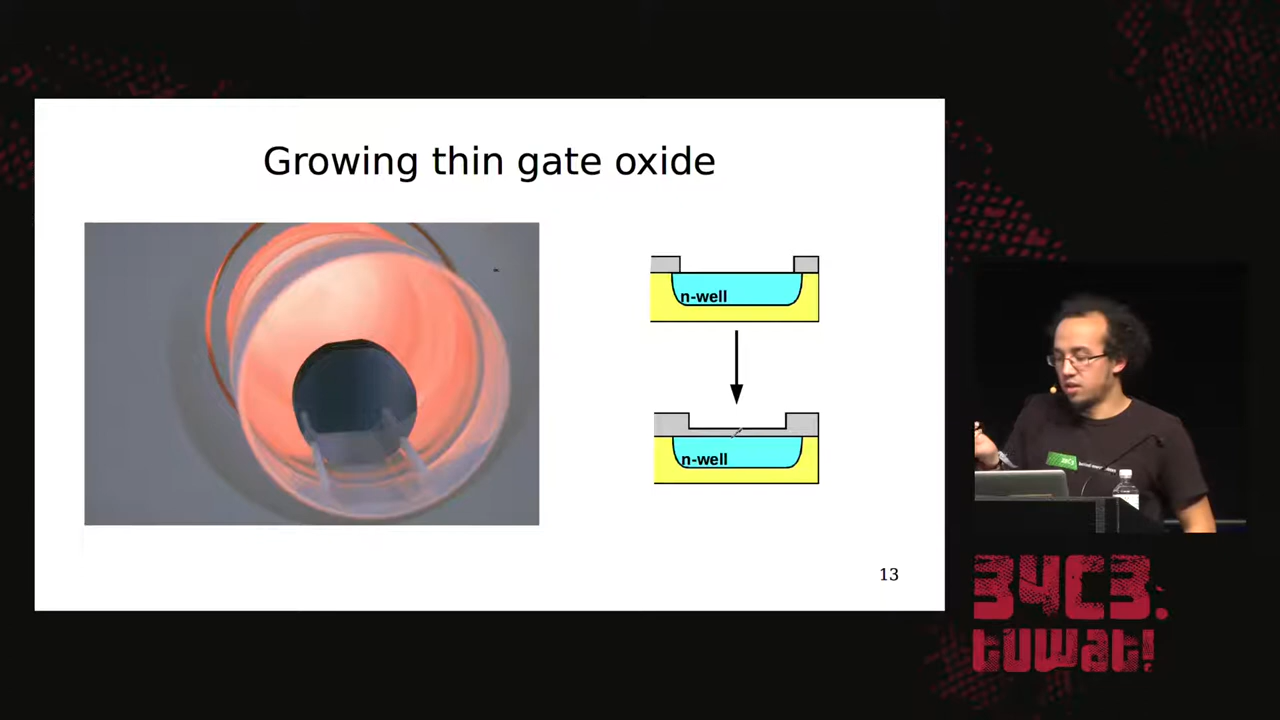 Growing thin gate oxide
n-well
n-well
13
34C3:
tuwat!